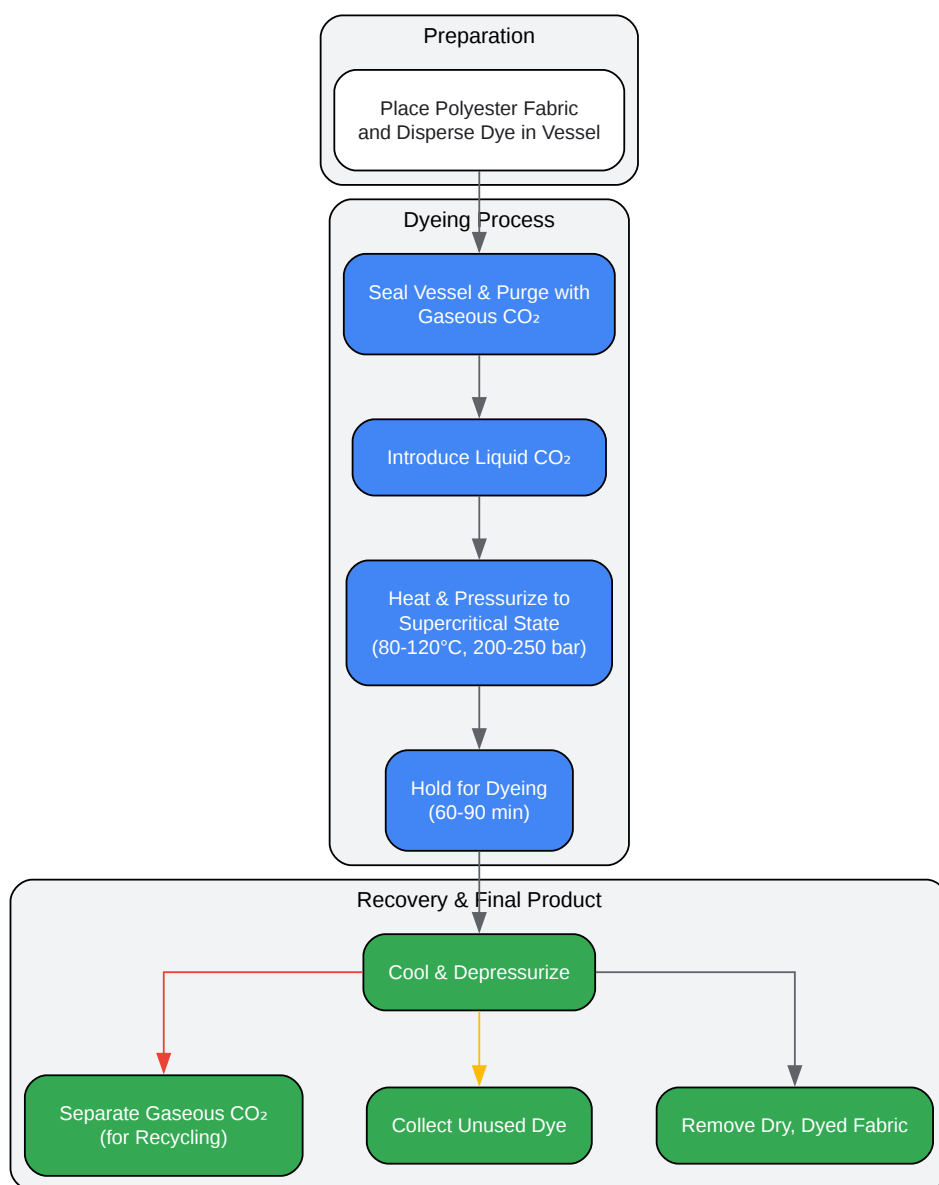 Preparation
Place Polyester Fabric
and Disperse Dye in Vessel
Dyeing Process
Seal Vessel & Purge with
Gaseous CO₂
Introduce Liquid CO₂
Heat & Pressurize to
Supercritical State
(80-120°C, 200-250 bar)
Hold for Dyeing
(60-90 min)
Recovery & Final Product
Cool & Depressurize
Separate Gaseous CO₂
(for Recycling)
Collect Unused Dye
Remove Dry, Dyed Fabric